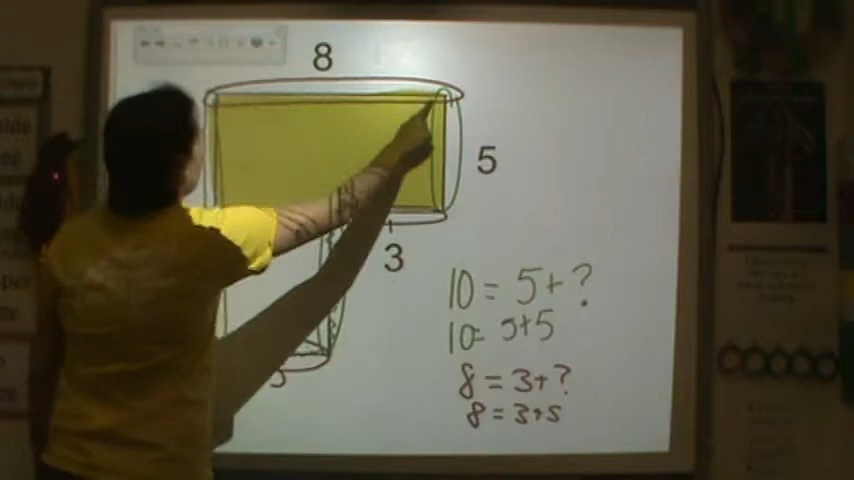 8
5
3
10 = 5+?
10= 5+5
8 = 3+?
8 = 3+5